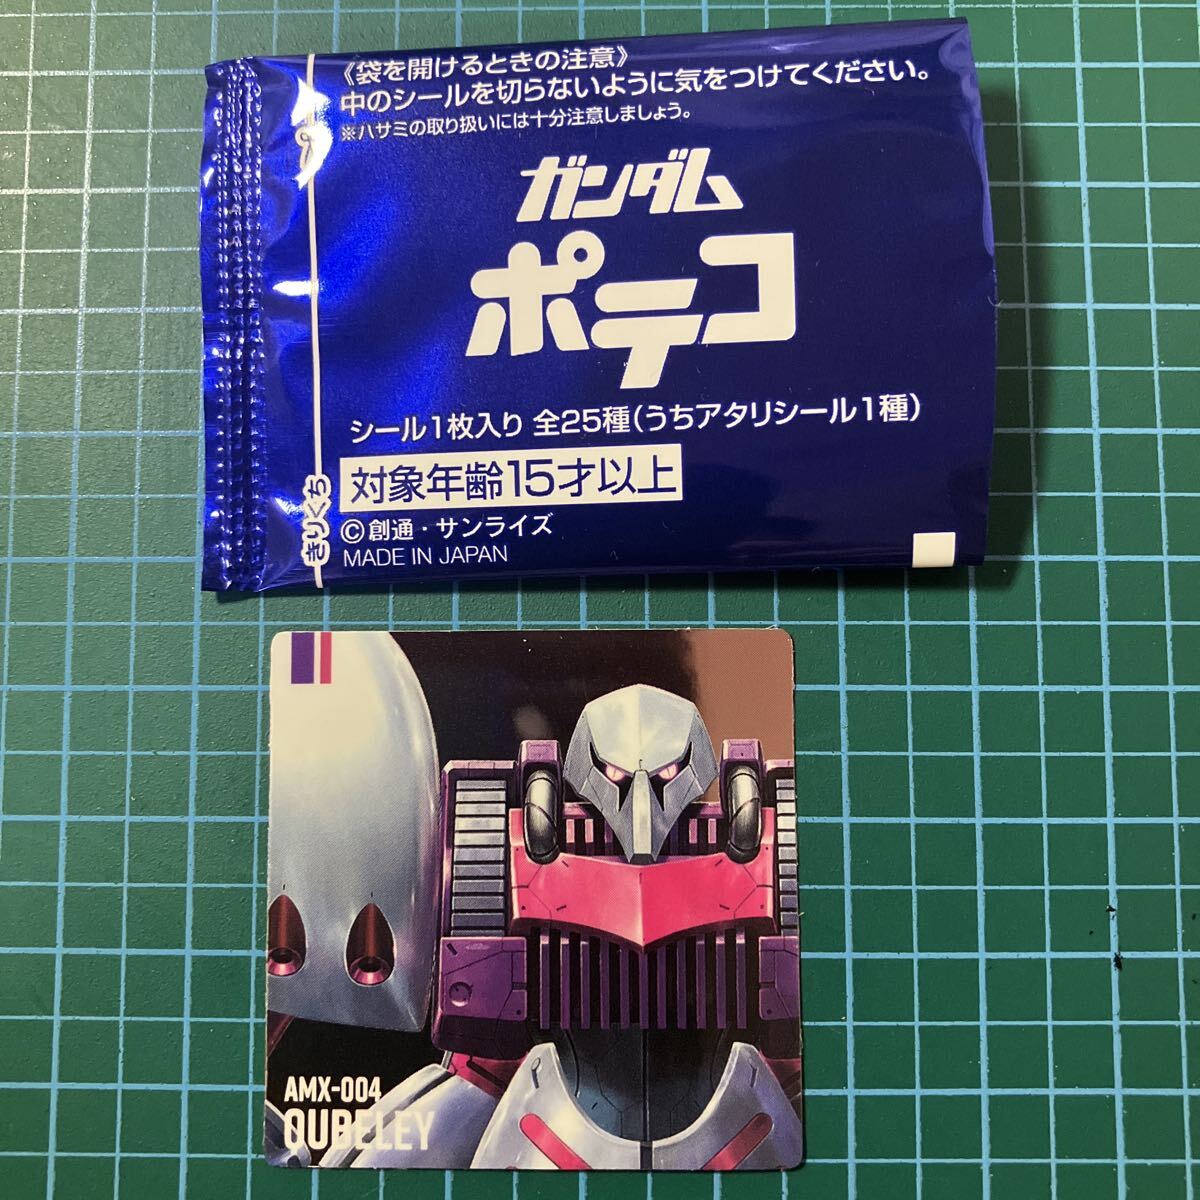 《袋を開けるときの注意》
中のシールを切らないように気をつけてください。
※ハサミの取り扱いには十分注意しましょう。
ガンダム
ポテコ
シール1枚入り 全25種(うちアタリシール1種)
対象年齢15才以上
©創通・サンライズ
MADE IN JAPAN
きりくち
AMX-004
QUBELEY